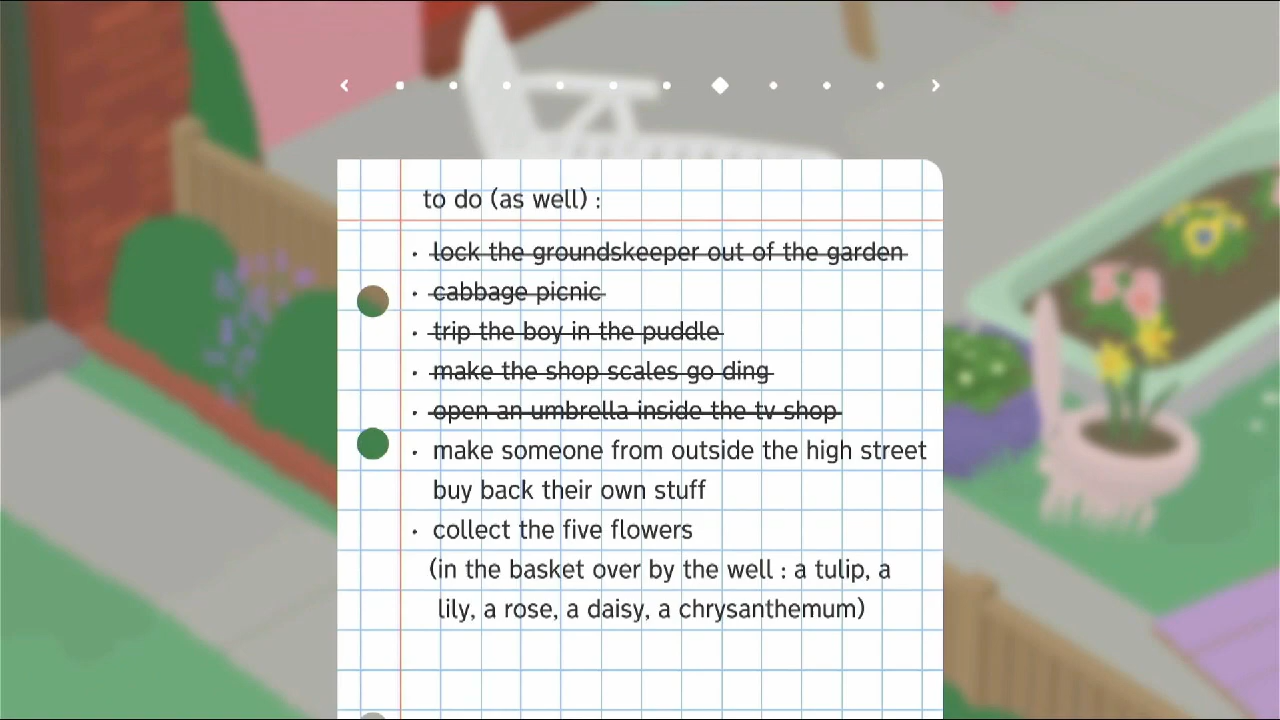 to do (as well) :
· lock the groundskeeper out of the garden
· cabbage picnic
· trip the boy in the puddle
· make the shop scales go ding
· open an umbrella inside the tv shop
· make someone from outside the high street
buy back their own stuff
· collect the five flowers
(in the basket over by the well : a tulip, a
lily, a rose, a daisy, a chrysanthemum)